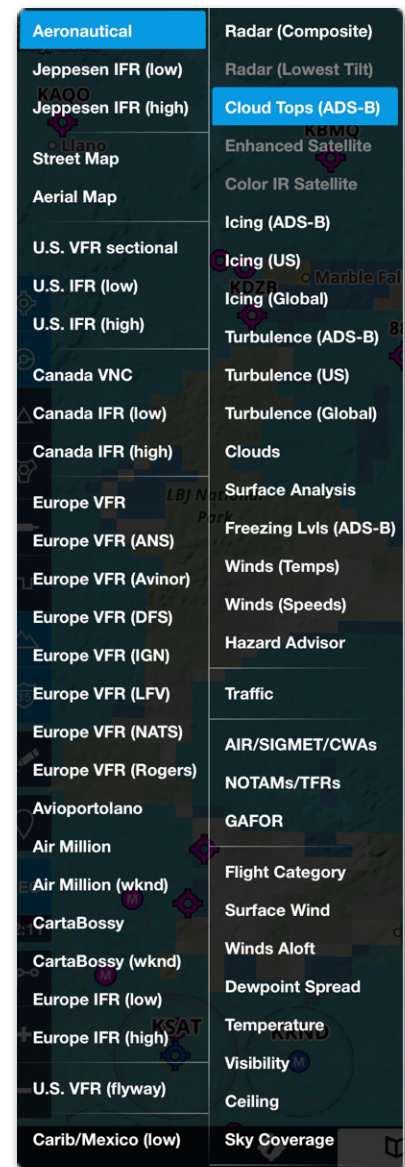 Aeronautical
Jeppesen IFR (low)
Jeppesen IFR (high)
Street Map
Aerial Map
U.S. VFR sectional
U.S. IFR (low)
U.S. IFR (high)
Canada VNC
Canada IFR (low)
Canada IFR (high)
Europe VFR
Europe VFR (ANS)
Europe VFR (Avinor)
Europe VFR (DFS)
Europe VFR (IGN)
Europe VFR (LFV)
Europe VFR (NATS)
Europe VFR (Rogers)
Avioportolano
Air Million
Air Million (wknd)
CartaBossy
CartaBossy (wknd)
Europe IFR (low)
Europe IFR (high)
U.S. VFR (flyway)
Carib/Mexico (low)
Radar (Composite)
Radar (Lowest Tilt)
Cloud Tops (ADS-B)
Enhanced Satellite
Color IR Satellite
Icing (ADS-B)
Icing (US)
Icing (Global)
Turbulence (ADS-B)
Turbulence (US)
Turbulence (Global)
Clouds
Surface Analysis
Freezing Lvls (ADS-B)
Winds (Temps)
Winds (Speeds)
Hazard Advisor
Traffic
AIR/SIGMET/CWAs
NOTAMs/TFRs
GAFOR
Flight Category
Surface Wind
Winds Aloft
Dewpoint Spread
Temperature
Visibility
Ceiling
Sky Coverage
KAQO
Llano
KBMQ
KDZB
Marble Fal
LBJ National
Park
M
M
KSAT
KRND
M